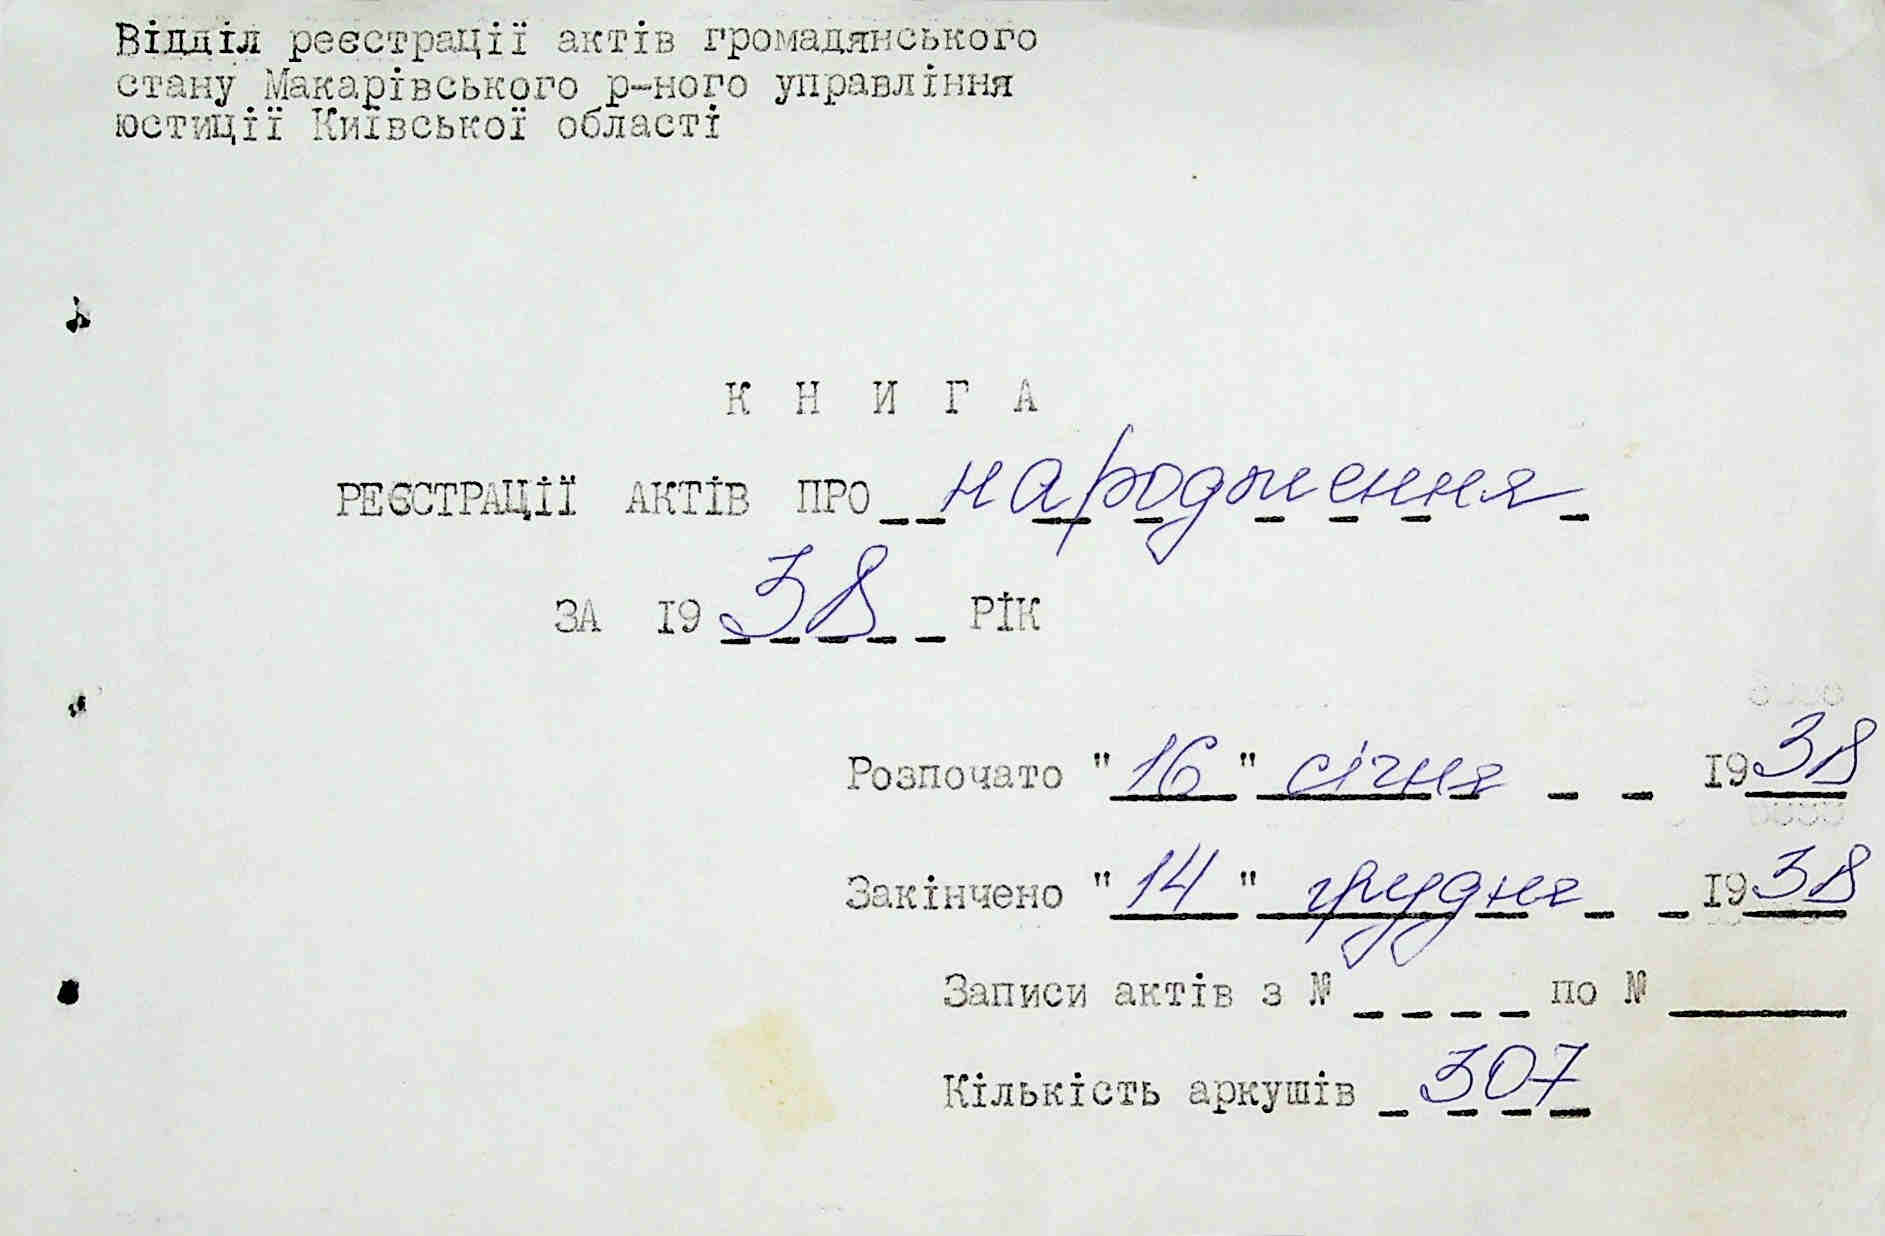 Відділ реєстрації актів громадянського
стану Макарівського р-ного управління
юстиції Київської області
К Н И Г А
РЕЄСТРАЦІЇ АКТІВ ПРО народження
ЗА 1938 РІК
Розпочато "16" січня 1938
Закінчено "14" грудня 1938
Записи актів з № по №
Кількість аркушів 307